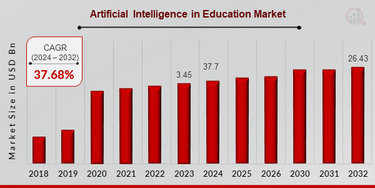 Artificial Intelligence in Education Market
CAGR
(2024–2032)
37.68%
Market Size in USD Bn
3.45
37.7
26.43
2018 2019 2020 2021 2022 2023 2024 2025 2026 2030 2031 2032